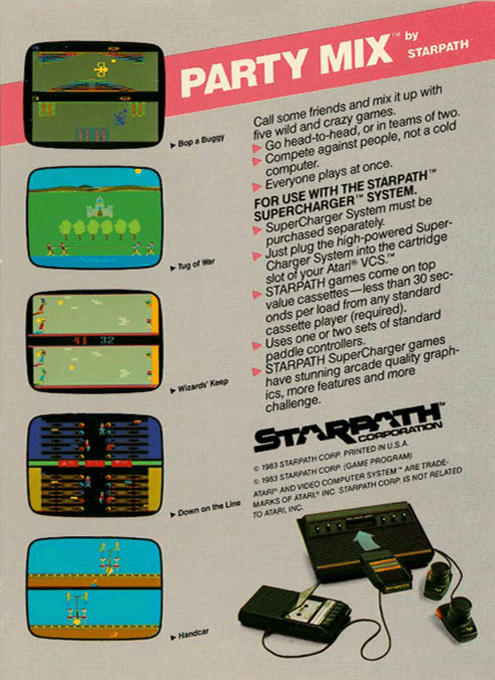 PARTY MIX™ by
STARPATH
Call some friends and mix it up with
five wild and crazy games.
▶ Go head-to-head, or in teams of two.
▶ Compete against people, not a cold
computer.
▶ Everyone plays at once.
FOR USE WITH THE STARPATH™
SUPERCHARGER™ SYSTEM.
▶ SuperCharger System must be
purchased separately.
▶ Just plug the high-powered Super-
Charger System into the cartridge
slot of your Atari® VCS.™
▶ STARPATH games come on top
value cassettes—less than 30 sec-
onds per load from any standard
cassette player (required).
▶ Uses one or two sets of standard
paddle controllers.
▶ STARPATH SuperCharger games
have stunning arcade quality graph-
ics, more features and more
challenge.
STARPATH™
CORPORATION
© 1983 STARPATH CORP. PRINTED IN U.S.A.
© 1983 STARPATH CORP. (GAME PROGRAM)
ATARI® AND VIDEO COMPUTER SYSTEM™ ARE TRADE-
MARKS OF ATARI,® INC. STARPATH CORP. IS NOT RELATED
TO ATARI, INC.
▶ Bop a Buggy
▶ Tug of War
41 32
▶ Wizards' Keep
▶ Down on the Line
▶ Handcar